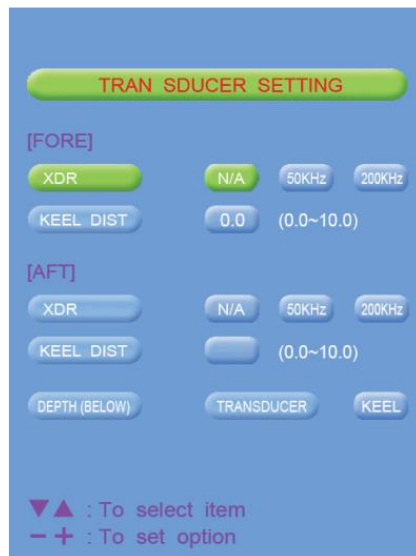 TRAN SDUCER SETTING
[FORE]
XDR N/A 50KHz 200KHz
KEEL DIST 0.0 (0.0~10.0)
[AFT]
XDR N/A 50KHz 200KHz
KEEL DIST (0.0~10.0)
DEPTH (BELOW) TRANSDUCER KEEL
▼▲ : To select item
− + : To set option